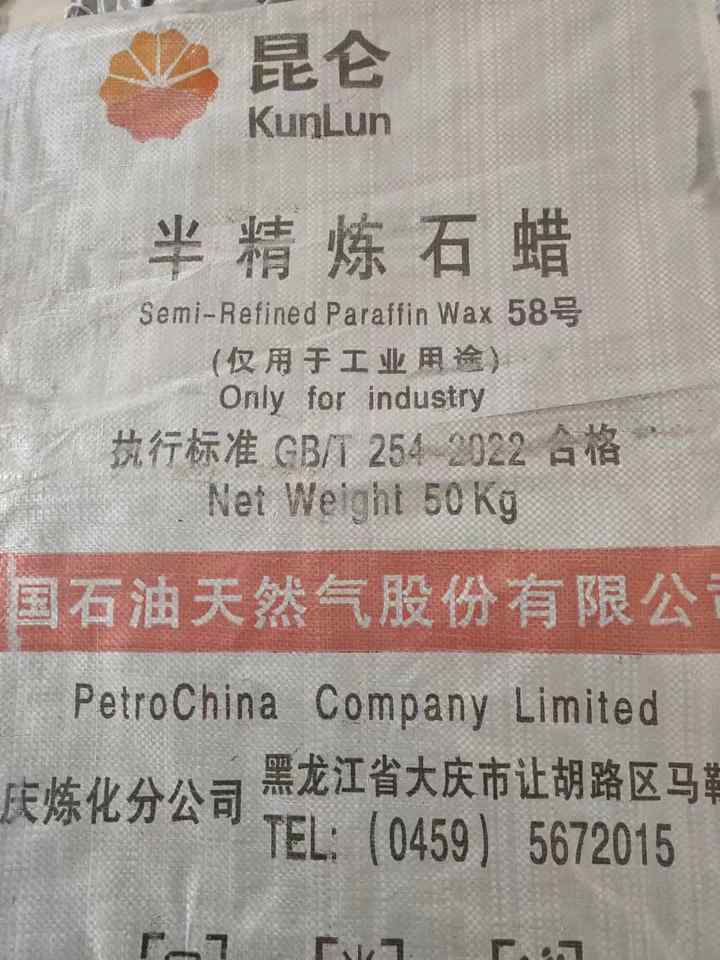 昆仑
KunLun
半精炼石蜡
Semi-Refined Paraffin Wax 58号
(仅用于工业用途)
Only for industry
执行标准 GB/T 254-2022 合格
Net Weight 50Kg
国石油天然气股份有限公
PetroChina Company Limited
庆炼化分公司
黑龙江省大庆市让胡路区马
TEL: (0459) 5672015